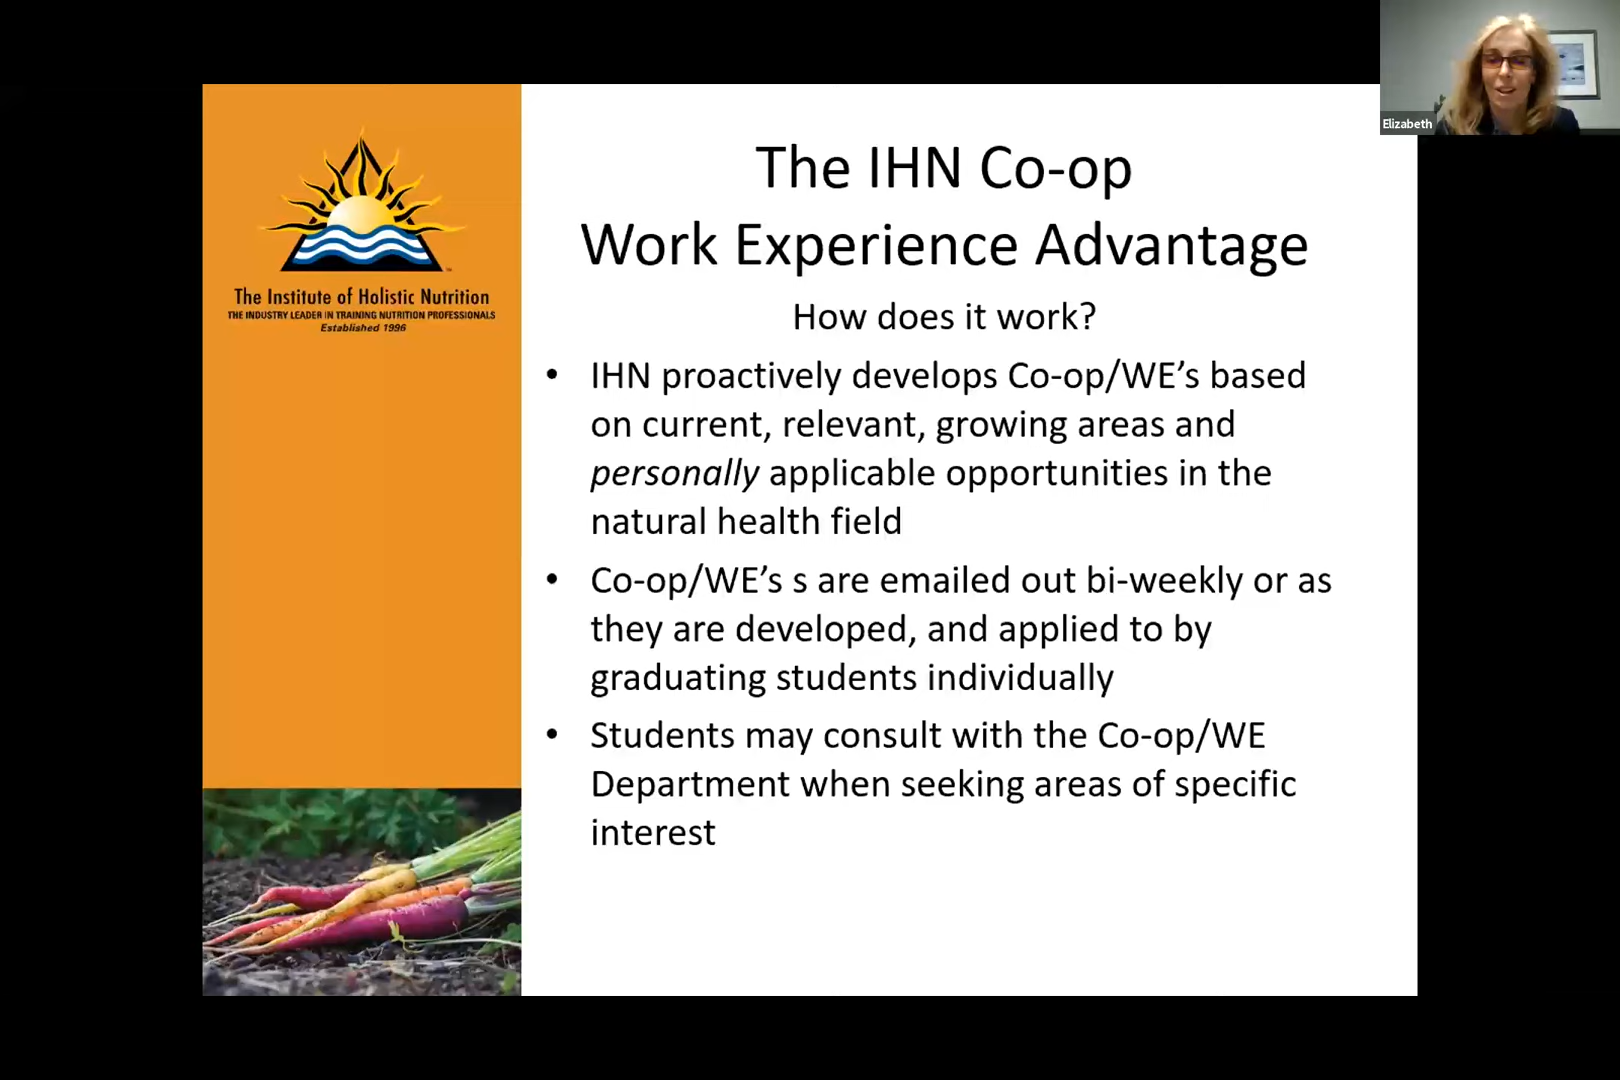 Elizabeth
The Institute of Holistic Nutrition
THE INDUSTRY LEADER IN TRAINING NUTRITION PROFESSIONALS
Established 1996
The IHN Co-op
Work Experience Advantage
How does it work?
• IHN proactively develops Co-op/WE’s based
on current, relevant, growing areas and
personally applicable opportunities in the
natural health field
• Co-op/WE’s s are emailed out bi-weekly or as
they are developed, and applied to by
graduating students individually
• Students may consult with the Co-op/WE
Department when seeking areas of specific
interest